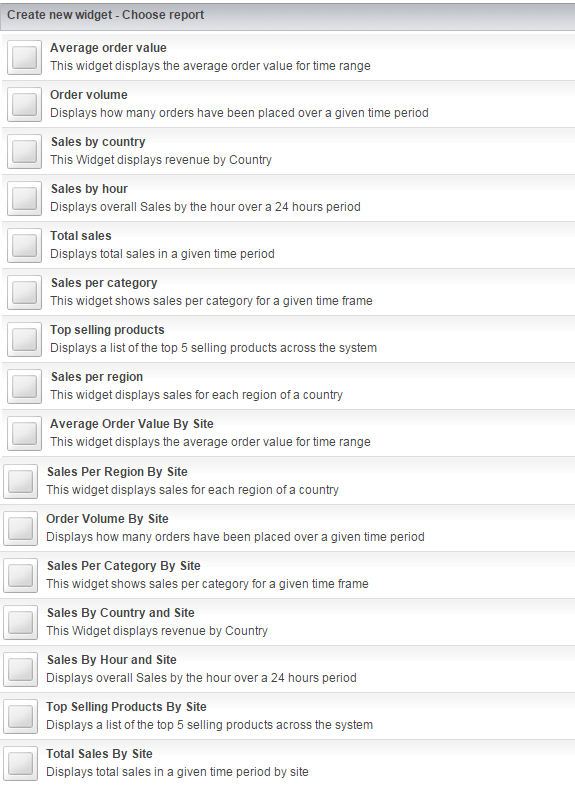 Create new widget - Choose report
Average order value
This widget displays the average order value for time range
Order volume
Displays how many orders have been placed over a given time period
Sales by country
This Widget displays revenue by Country
Sales by hour
Displays overall Sales by the hour over a 24 hours period
Total sales
Displays total sales in a given time period
Sales per category
This widget shows sales per category for a given time frame
Top selling products
Displays a list of the top 5 selling products across the system
Sales per region
This widget displays sales for each region of a country
Average Order Value By Site
This widget displays the average order value for time range
Sales Per Region By Site
This widget displays sales for each region of a country
Order Volume By Site
Displays how many orders have been placed over a given time period
Sales Per Category By Site
This widget shows sales per category for a given time frame
Sales By Country and Site
This Widget displays revenue by Country
Sales By Hour and Site
Displays overall Sales by the hour over a 24 hours period
Top Selling Products By Site
Displays a list of the top 5 selling products across the system
Total Sales By Site
Displays total sales in a given time period by site